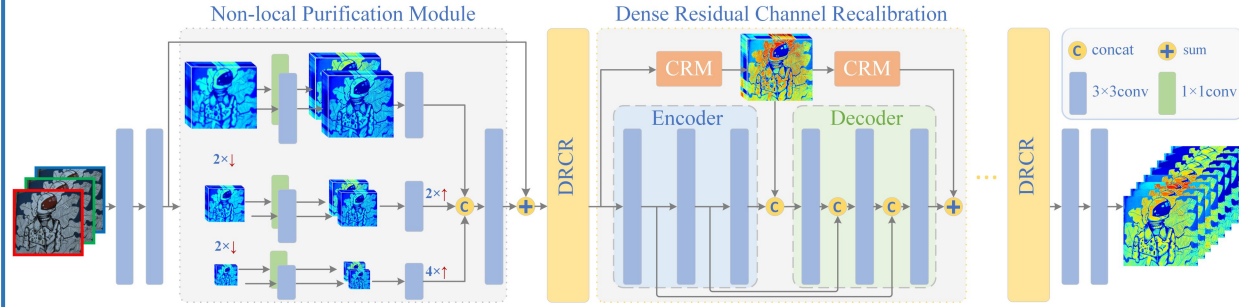 Non-local Purification Module
Dense Residual Channel Recalibration
CRM
CRM
C concat
sum
3×3conv
1×1conv
Encoder
Decoder
2×↓
2×↑
C
2×↓
4×↑
DRCR
C
C
C
...
DRCR